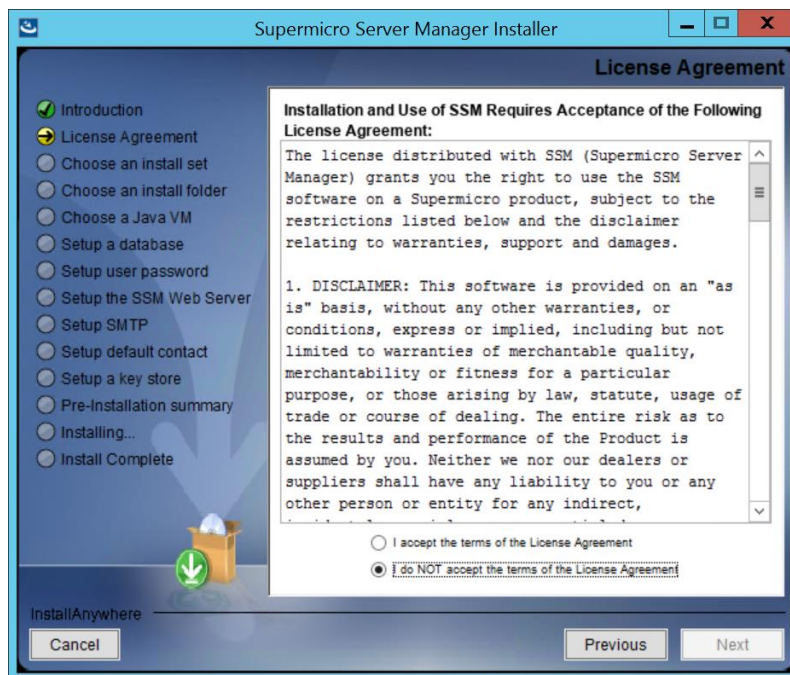 Supermicro Server Manager Installer
License Agreement
Introduction
License Agreement
Choose an install set
Choose an install folder
Choose a Java VM
Setup a database
Setup user password
Setup the SSM Web Server
Setup SMTP
Setup default contact
Setup a key store
Pre-Installation summary
Installing...
Install Complete
Installation and Use of SSM Requires Acceptance of the Following
License Agreement:
The license distributed with SSM (Supermicro Server
Manager) grants you the right to use the SSM
software on a Supermicro product, subject to the
restrictions listed below and the disclaimer
relating to warranties, support and damages.
1. DISCLAIMER: This software is provided on an "as
is" basis, without any other warranties, or
conditions, express or implied, including but not
limited to warranties of merchantable quality,
merchantability or fitness for a particular
purpose, or those arising by law, statute, usage of
trade or course of dealing. The entire risk as to
the results and performance of the Product is
assumed by you. Neither we nor our dealers or
suppliers shall have any liability to you or any
other person or entity for any indirect,
I accept the terms of the License Agreement
I do NOT accept the terms of the License Agreement
InstallAnywhere
Cancel
Previous
Next